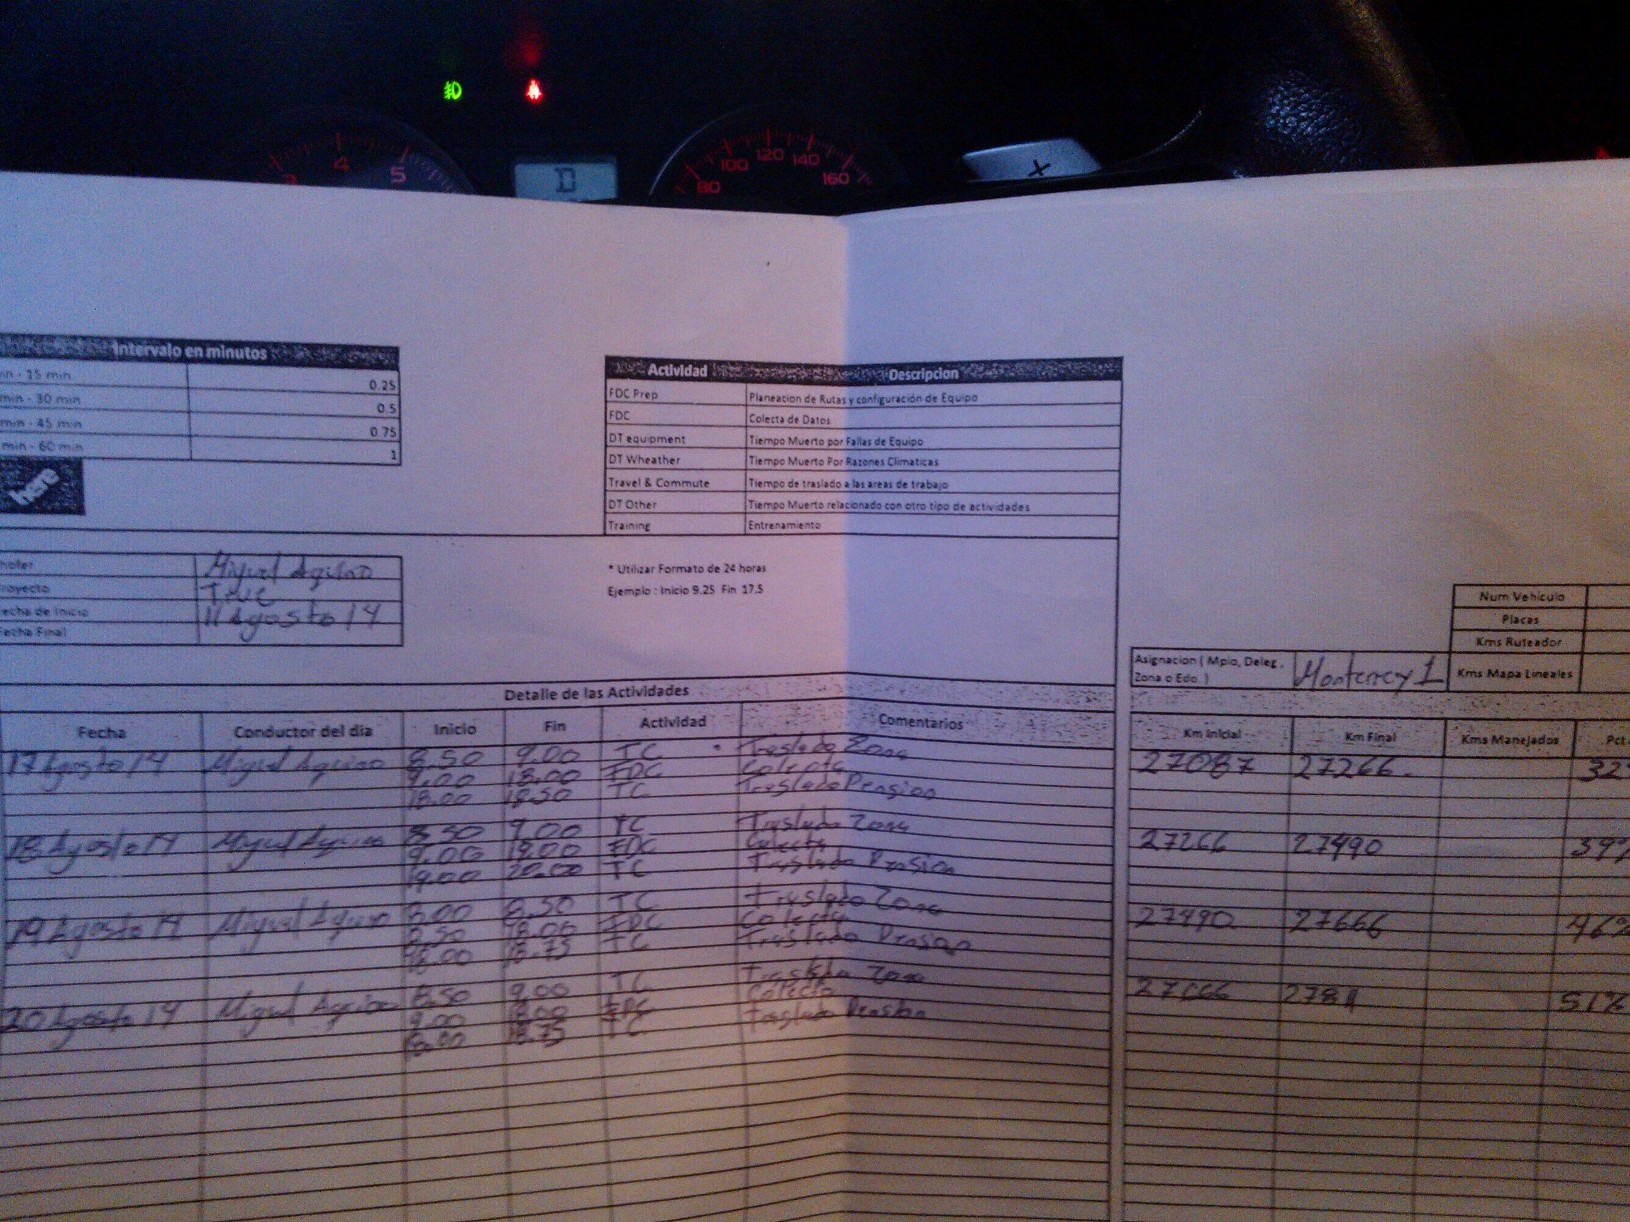 3 4 5
D
80 100 120 140 160
Intervalo en minutos
min - 15 min. 0.25
min - 30 min 0.5
min - 45 min 0.75
min - 60 min 1
here
Actividad Descripcion
FDC Prep Planeacion de Rutas y configuración de Equipo
FDC Colecta de Datos
DT equipment Tiempo Muerto por Fallas de Equipo
DT Wheather Tiempo Muerto Por Razones Climaticas
Travel & Commute Tiempo de traslado a las areas de trabajo
DT Other Tiempo Muerto relacionado con otro tipo de actividades
Training Entrenamiento
hofer Miguel Aquino
royecto
echa de Inicio 11 Agosto 14
Fecha Final
* Utilizar Formato de 24 horas
Ejemplo : Inicio 9.25 Fin 17.5
Num Vehiculo
Placas
Kms Ruteador
Kms Mapa Lineales
Asignacion ( Mpio, Deleg ,
Zona o Edo. ) Monterrey 1
Detalle de las Actividades
Fecha Conductor del día Inicio Fin Actividad Comentarios Km Inicial Km Final Kms Manejados Pct
17 Agosto 14 Miguel Aquino 8.50 9.00 TC Traslado Zona 27087 27266 32
9.00 18.00 FDC Colecta
18.00 18.50 TC Traslado Pension
18 Agosto 14 Miguel Aquino 8.50 9.00 TC Traslado Zona 27266 27490 39%
9.00 19.00 FDC Colecta
19.00 20.00 TC Traslado Pension
19 Agosto 14 Miguel Aquino 8.00 8.50 TC Traslado Zona 27490 27666 46%
8.50 18.00 FDC Colecta
18.00 18.75 TC Traslado Pension
20 Agosto 14 Miguel Aquino 8.50 9.00 TC Traslado Zona 27666 51%
9.00 18.00 FDC Colecta
18.00 18.75 TC Traslado Pension